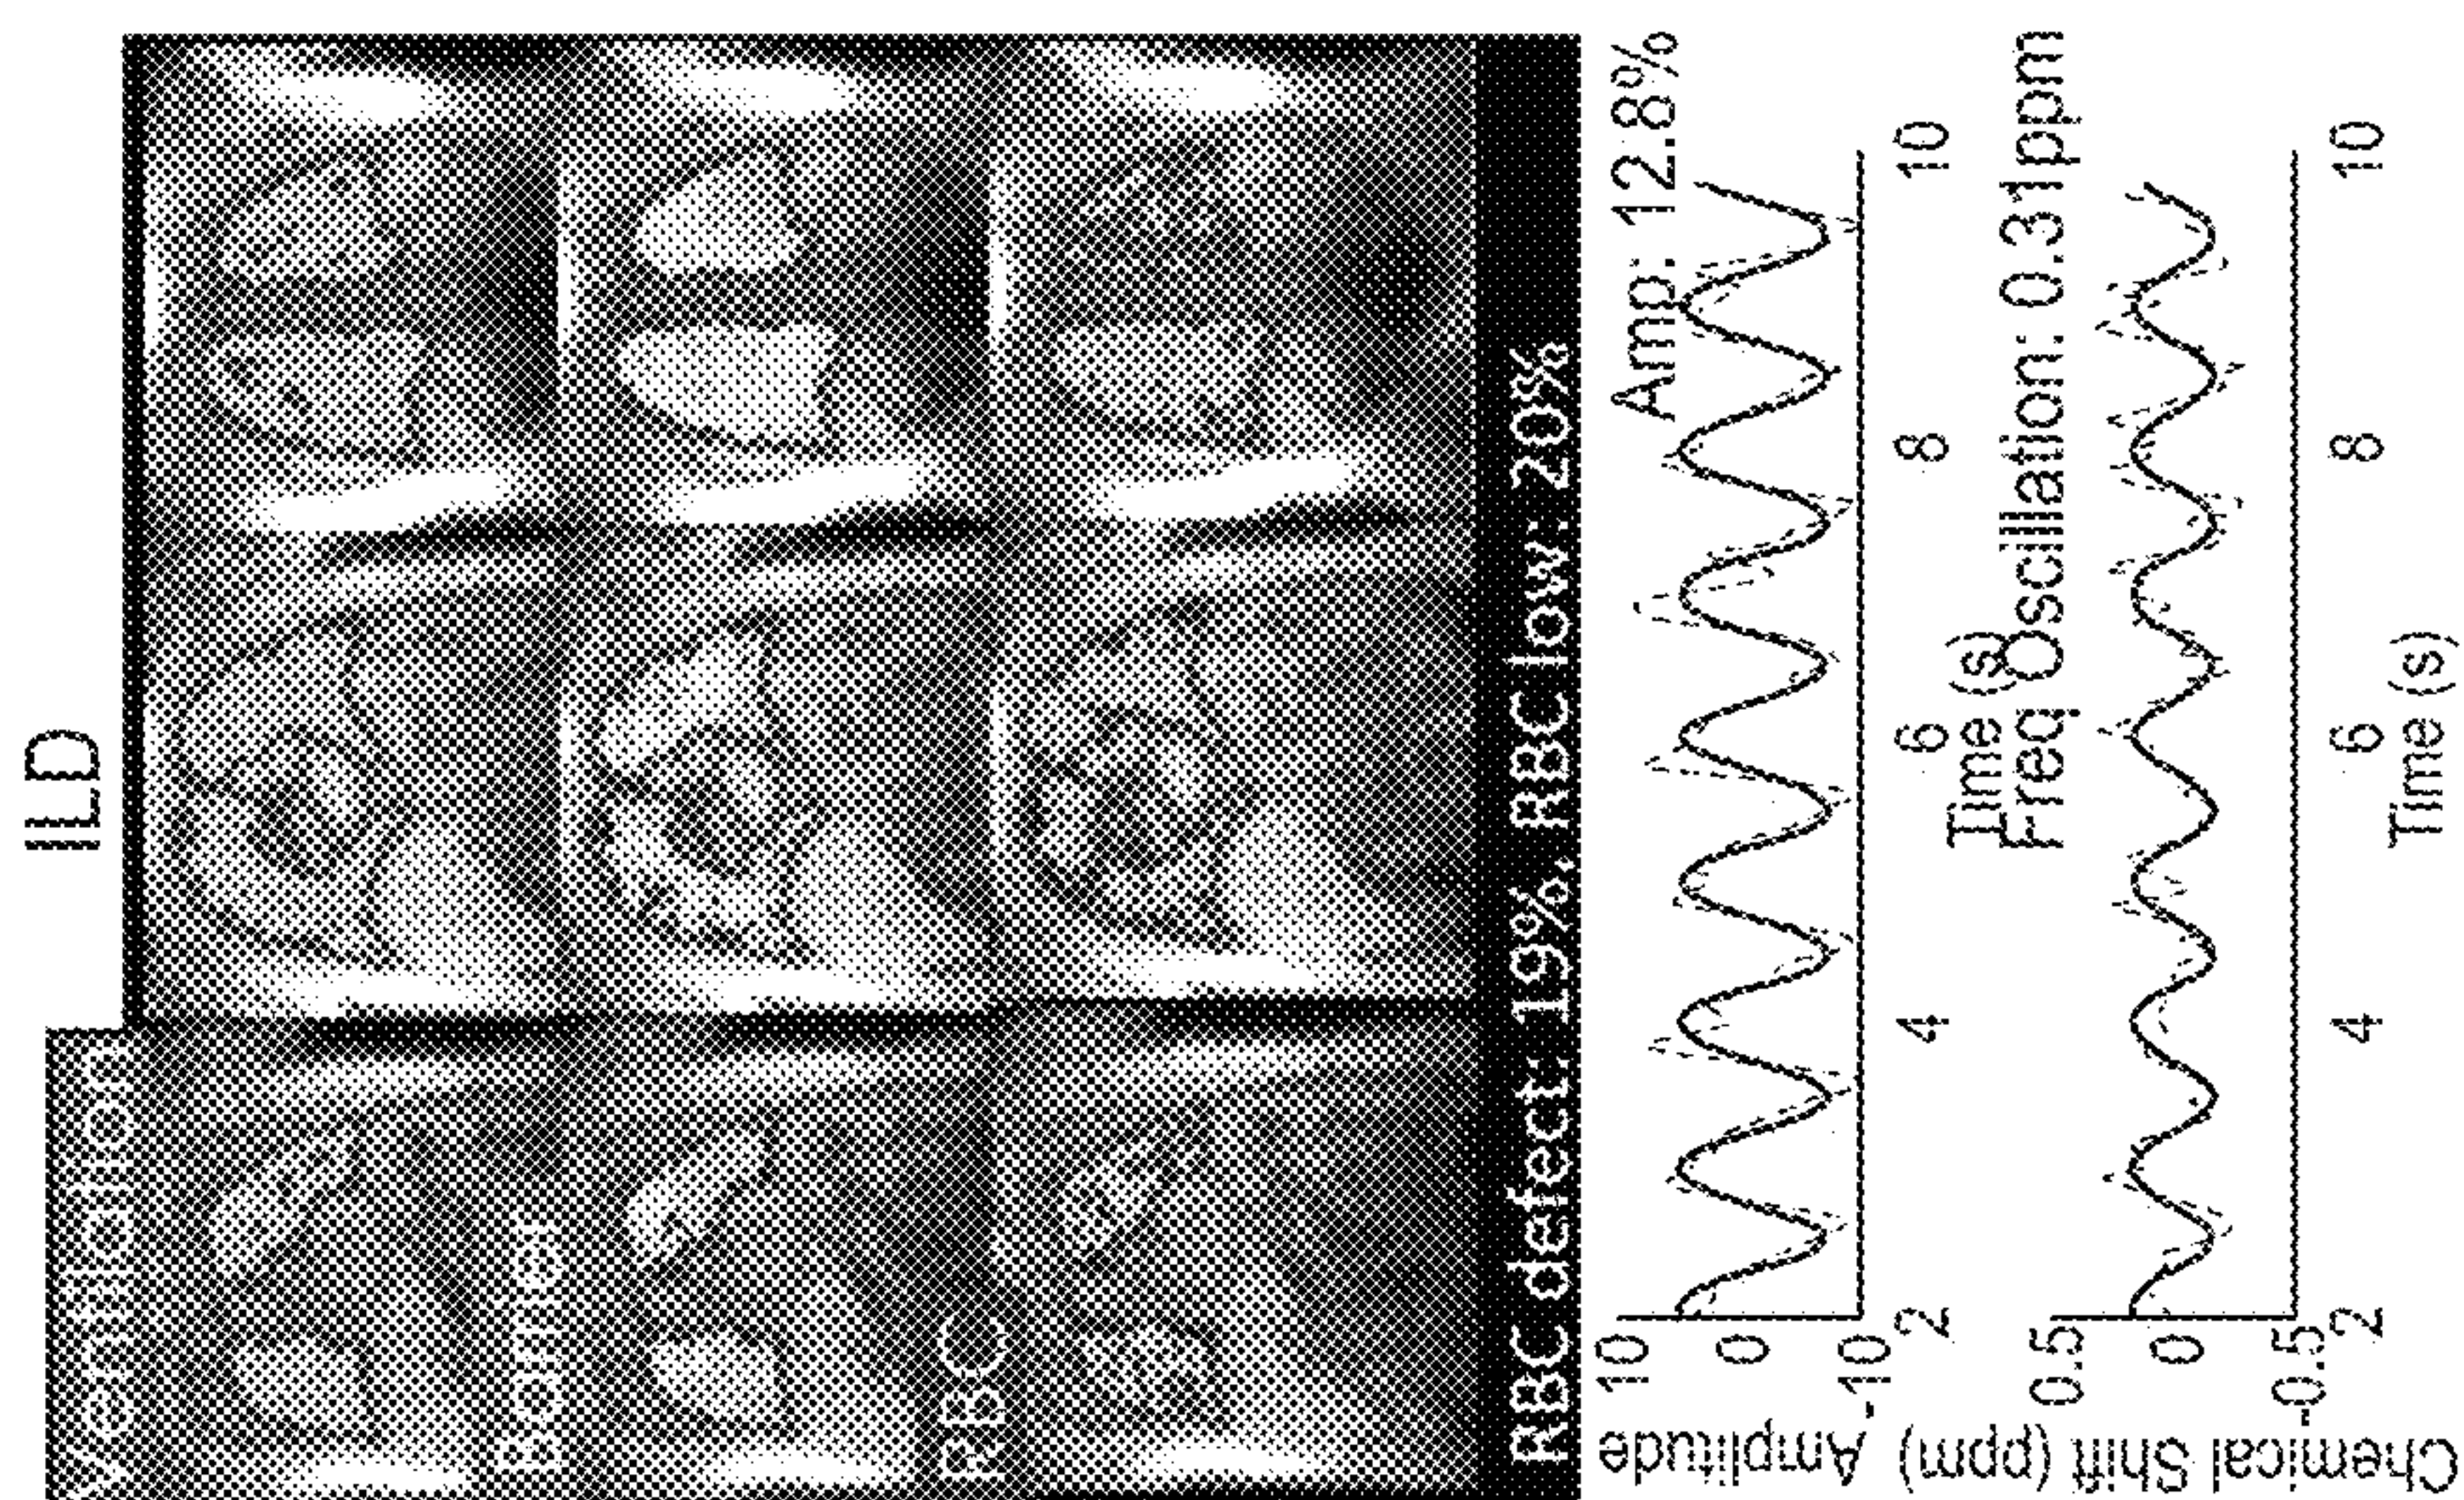 ILD
Ventilation
Barrier
RBC
RBC defect: 19%, RBC low: 20%
Amp: 12.8%
Amplitude
10
0
-10
2
4
6
8
10
Time (s)
Freq Oscillation: 0.31ppm
Chemical Shift (ppm)
0.5
0
-0.5
2
4
6
8
10
Time (s)